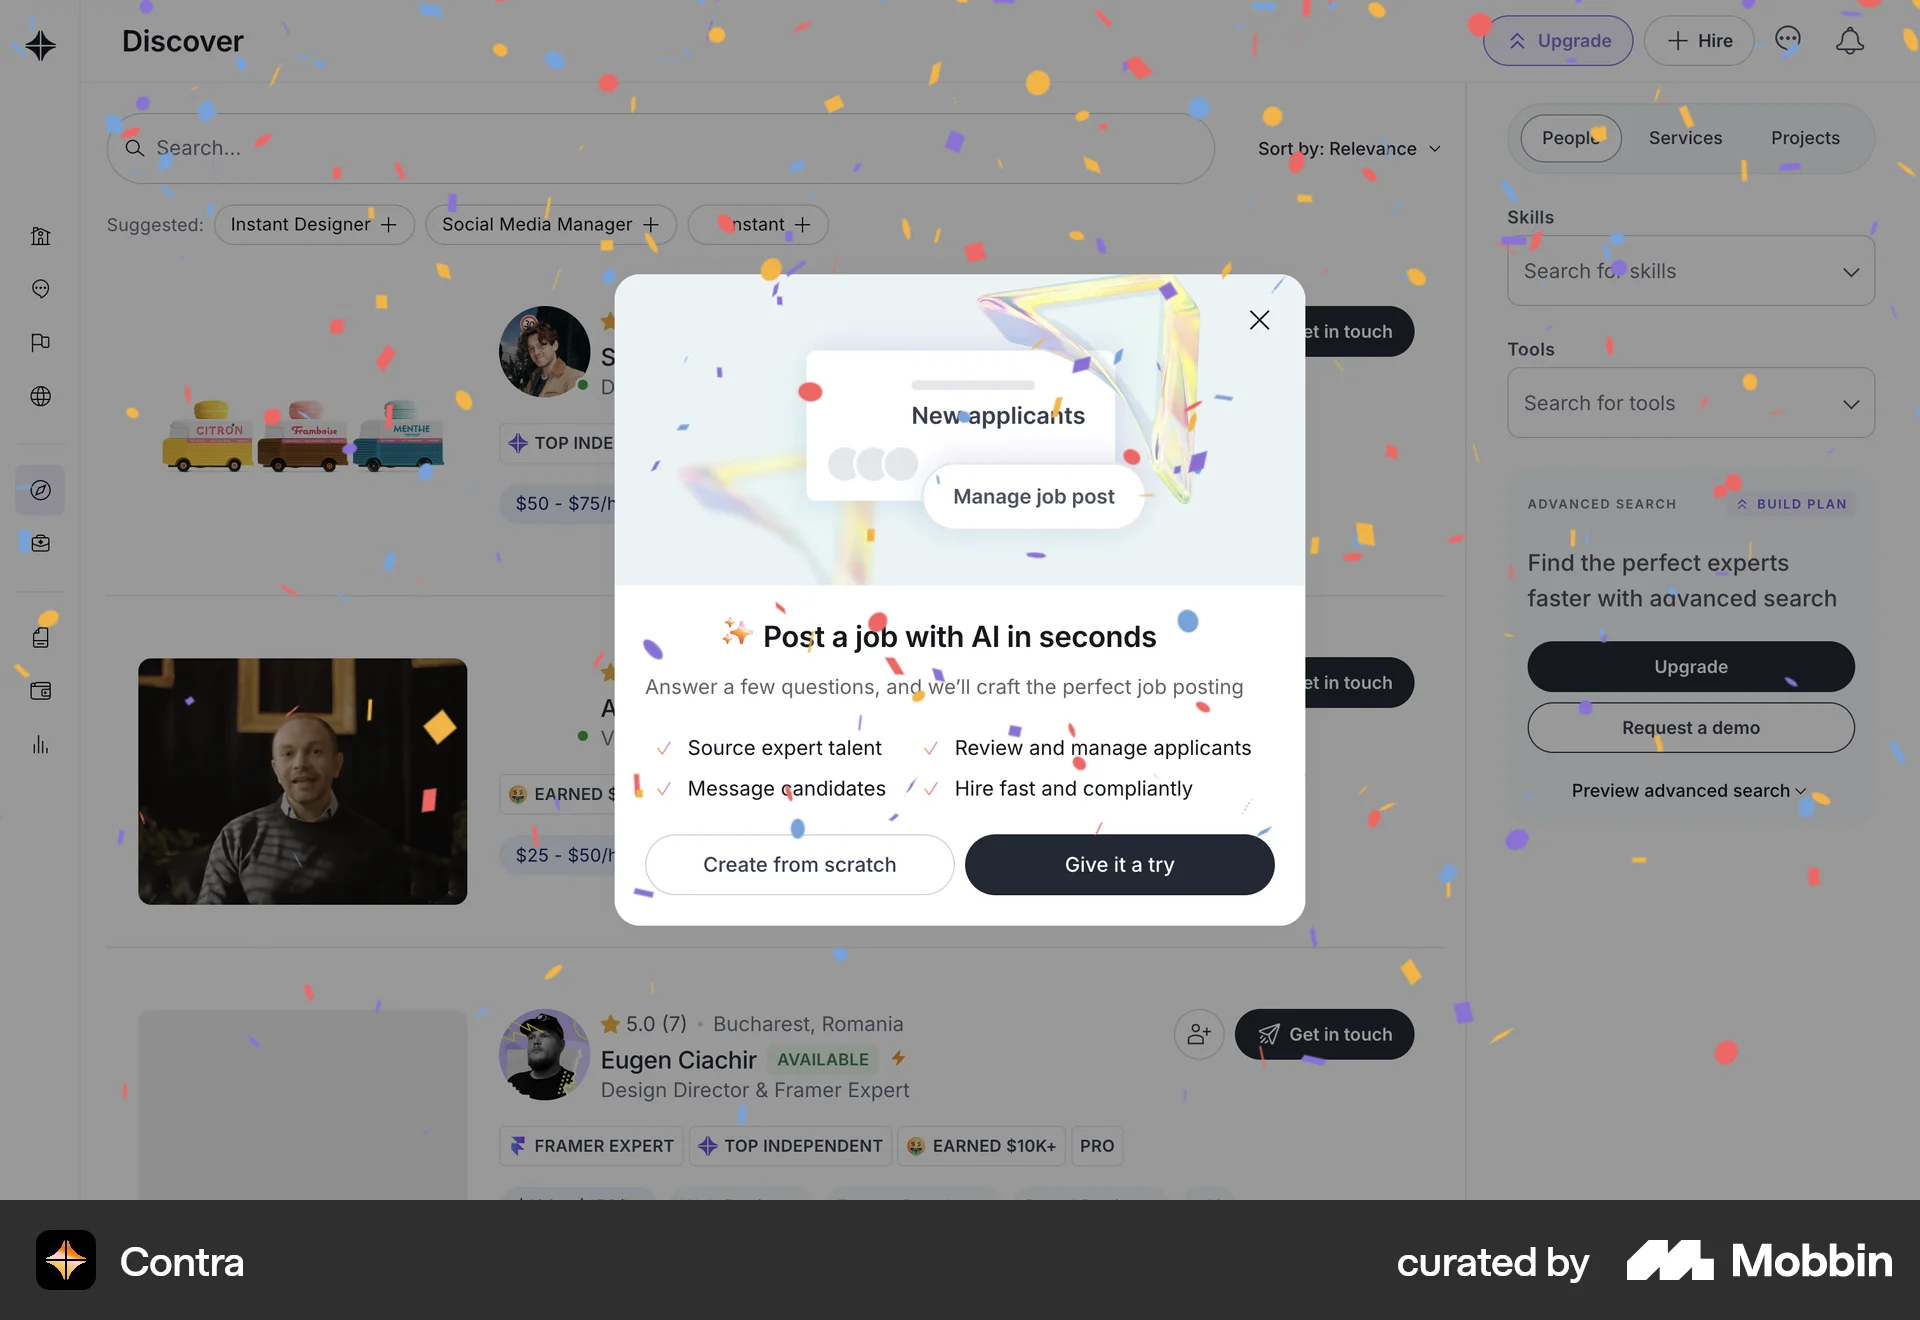 Discover
Upgrade
Hire
Search...
Sort by: Relevance
People
Services
Projects
Suggested:
Instant Designer
Social Media Manager
Instant
Skills
Search for skills
Tools
Search for tools
CITRON
Framboise
MENTHE
30
S
D
TOP INDE
$50 - $75/h
et in touch
New applicants
Manage job post
Post a job with AI in seconds
Answer a few questions, and we'll craft the perfect job posting
Source expert talent
Review and manage applicants
Message candidates
Hire fast and compliantly
Create from scratch
Give it a try
ADVANCED SEARCH
BUILD PLAN
Find the perfect experts
faster with advanced search
Upgrade
Request a demo
Preview advanced search
A
V
EARNED $
$25 - $50/h
et in touch
5.0 (7) • Bucharest, Romania
Eugen Ciachir
AVAILABLE
Design Director & Framer Expert
Get in touch
FRAMER EXPERT
TOP INDEPENDENT
EARNED $10K+
PRO
Contra
curated by
Mobbin